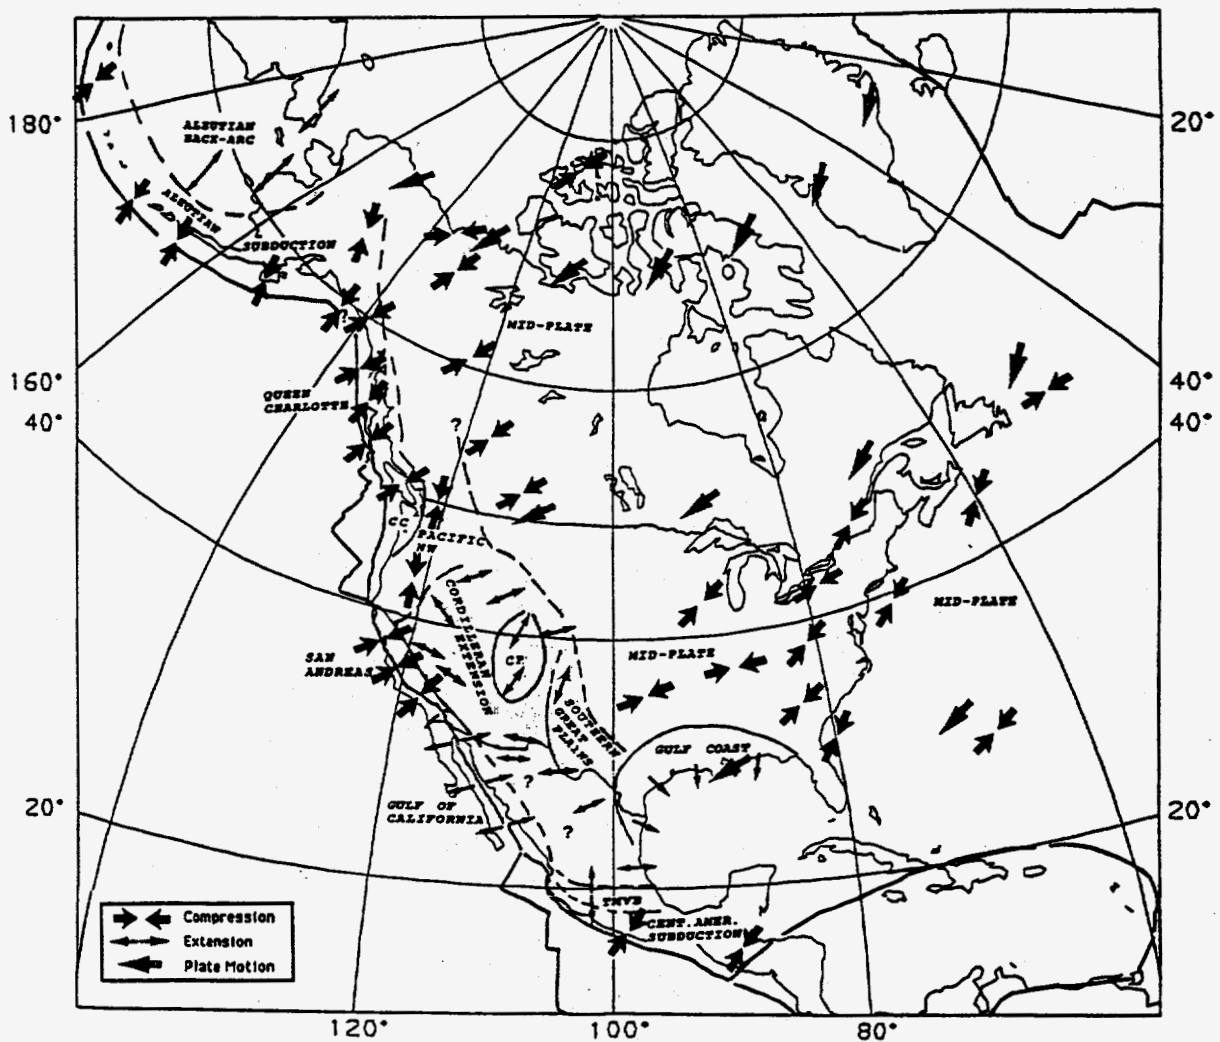 180°
20°
ALEUTIAN
BACK-ARC
ALEUTIAN
SUBDUCTION
?
MID-PLATE
160°
40°
40°
40°
QUEEN
CHARLOTTE
?
CC
PACIFIC
NW
CORDILLERAN
EXTENSION
MID-PLATE
SAN
ANDREAS
CP
MID-PLATE
SOUTHERN
GREAT
PLAINS
GULF COAST
?
20°
GULF OF
CALIFORNIA
20°
?
TMVB
CENT. AMER.
SUBDUCTION
Compression
Extension
Plate Motion
120°
100°
80°